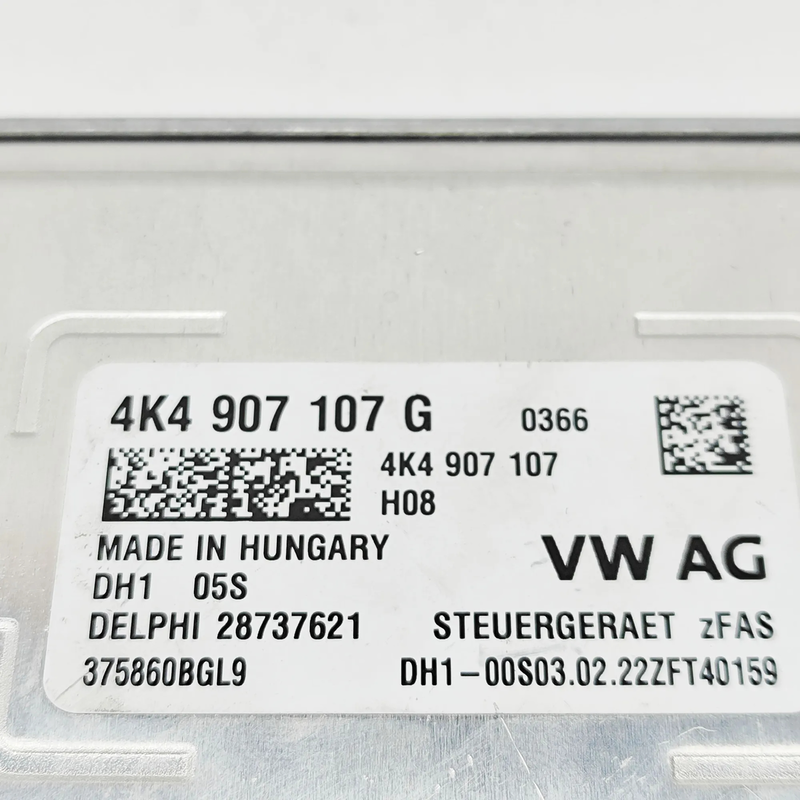 4K4 907 107 G 0366
4K4 907 107
H08
MADE IN HUNGARY
VW AG
DH1 05S
DELPHI 28737621 STEUERGERAET zFAS
375860BGL9 DH1-00S03.02.22ZFT40159